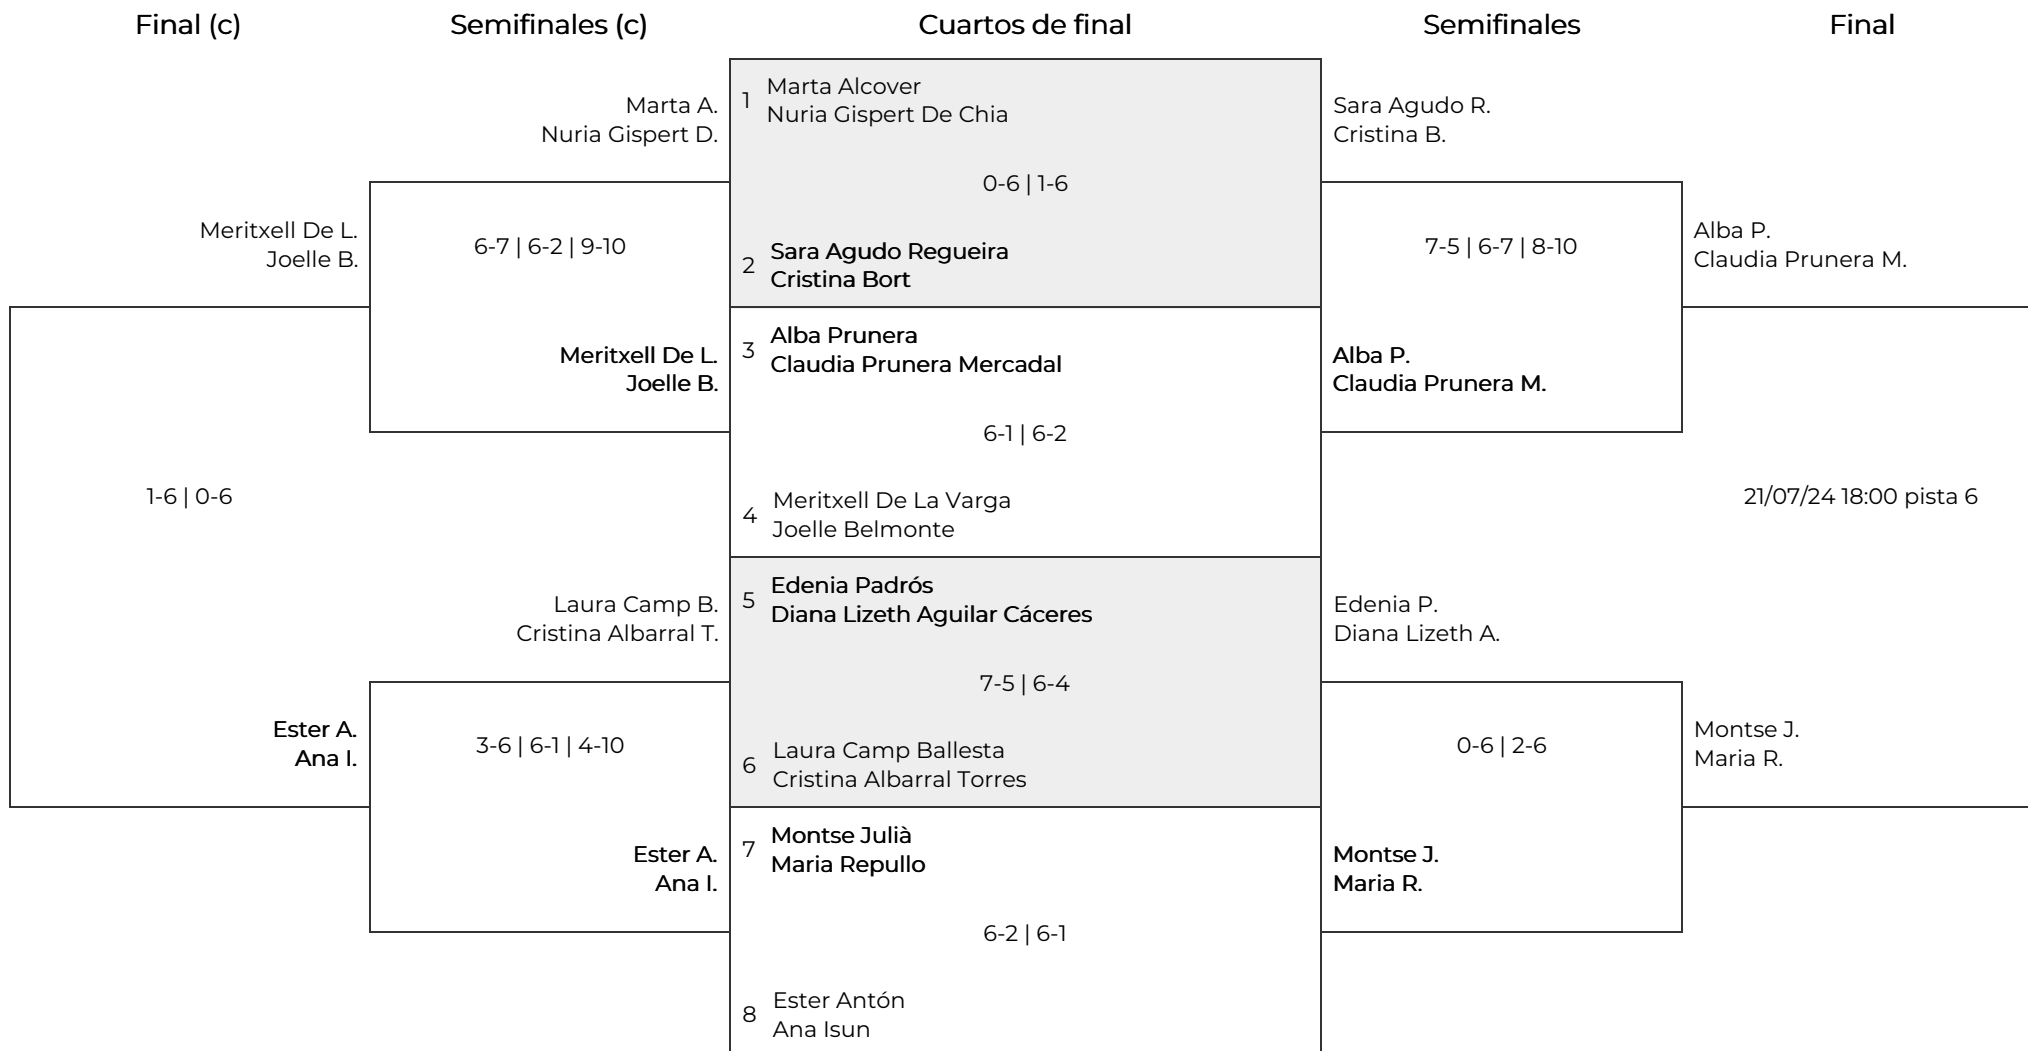 Final (c)
Semifinales (c)
Cuartos de final
Semifinales
Final
Meritxell De L.
Joelle B.
1-6 | 0-6
Ester A.
Ana I.
Marta A.
Nuria Gispert D.
6-7 | 6-2 | 9-10
Meritxell De L.
Joelle B.
Laura Camp B.
Cristina Albarral T.
3-6 | 6-1 | 4-10
Ester A.
Ana I.
1
Marta Alcover
Nuria Gispert De Chia
0-6 | 1-6
2
Sara Agudo Regueira
Cristina Bort
3
Alba Prunera
Claudia Prunera Mercadal
6-1 | 6-2
4
Meritxell De La Varga
Joelle Belmonte
5
Edenia Padrós
Diana Lizeth Aguilar Cáceres
7-5 | 6-4
6
Laura Camp Ballesta
Cristina Albarral Torres
7
Montse Julià
Maria Repullo
6-2 | 6-1
8
Ester Antón
Ana Isun
Sara Agudo R.
Cristina B.
7-5 | 6-7 | 8-10
Alba P.
Claudia Prunera M.
Edenia P.
Diana Lizeth A.
0-6 | 2-6
Montse J.
Maria R.
Alba P.
Claudia Prunera M.
21/07/24 18:00 pista 6
Montse J.
Maria R.